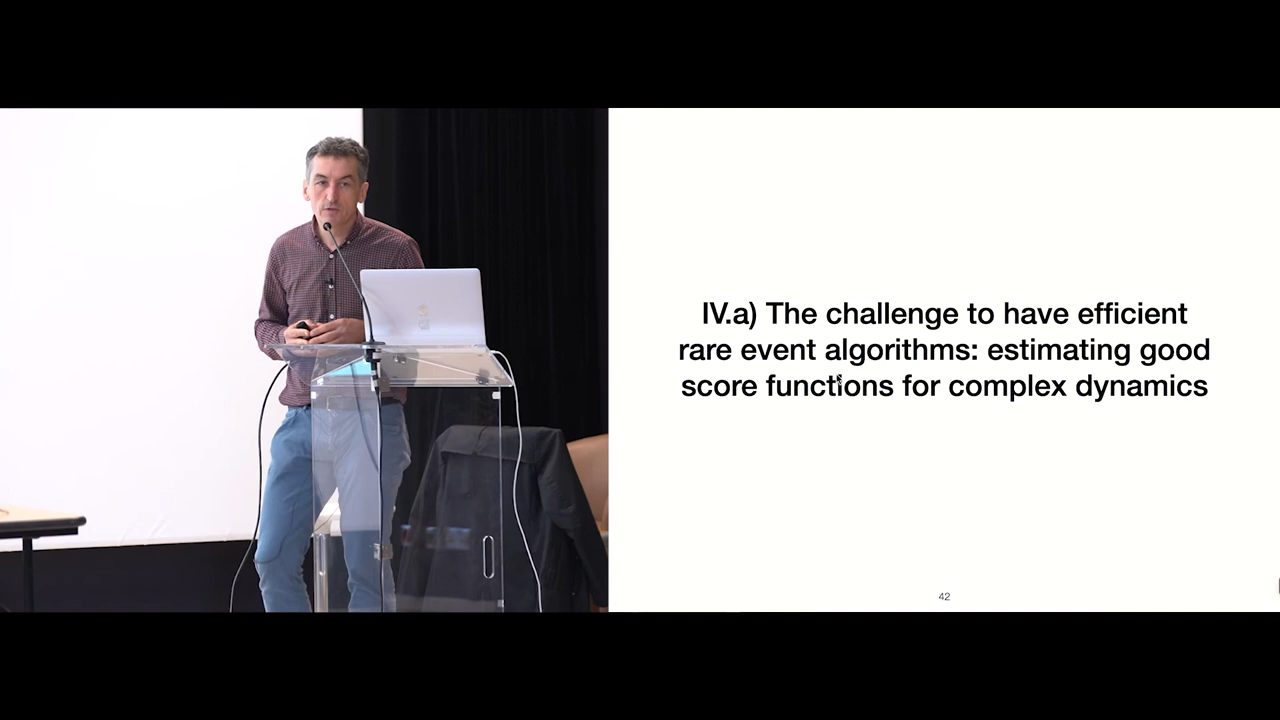 IV.a) The challenge to have efficient
rare event algorithms: estimating good
score functions for complex dynamics
42